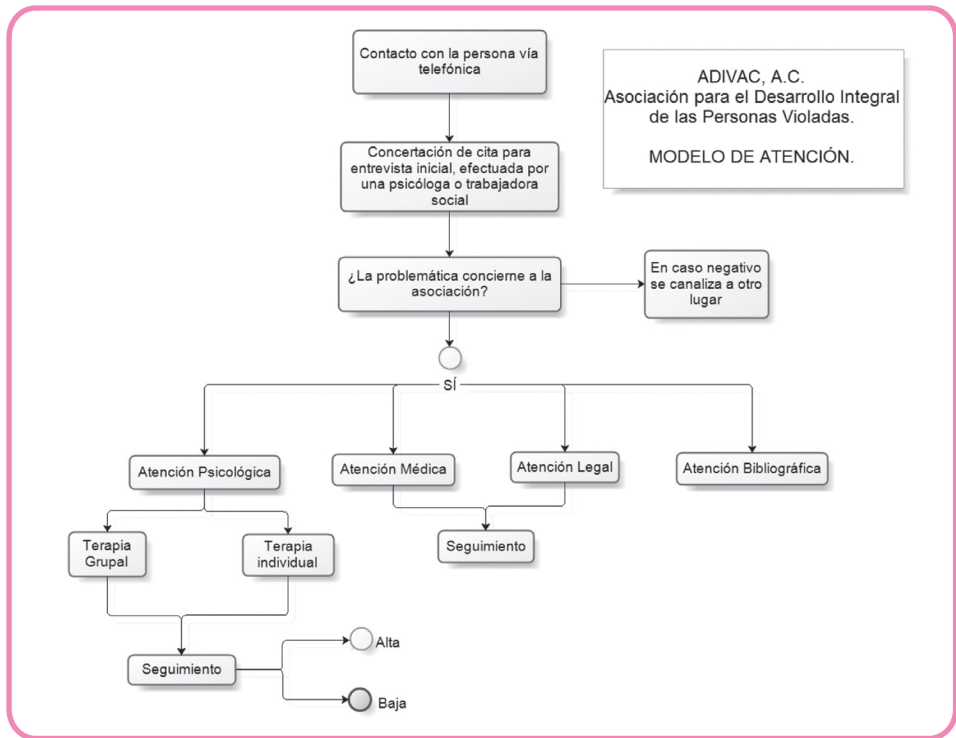 Contacto con la persona vía
telefónica
ADIVAC, A.C.
Asociación para el Desarrollo Integral
de las Personas Violadas.
MODELO DE ATENCIÓN.
Concertación de cita para
entrevista inicial, efectuada por
una psicóloga o trabajadora
social
¿La problemática concierne a la
asociación?
En caso negativo
se canaliza a otro
lugar
SÍ
Atención Psicológica
Atención Médica
Atención Legal
Atención Bibliográfica
Terapia
Grupal
Terapia
individual
Seguimiento
Seguimiento
Alta
Baja